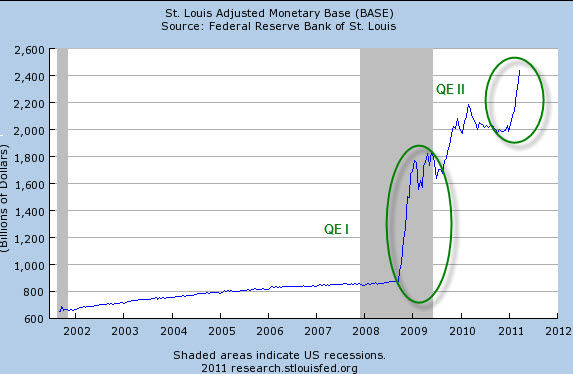 St. Louis Adjusted Monetary Base (BASE)
Source: Federal Reserve Bank of St. Louis
2,600
2,400
2,200
2,000
1,800
1,600
1,400
1,200
1,000
800
600
(Billions of Dollars)
QE I
QE II
2002 2003 2004 2005 2006 2007 2008 2009 2010 2011 2012
Shaded areas indicate US recessions.
2011 research.stlouisfed.org